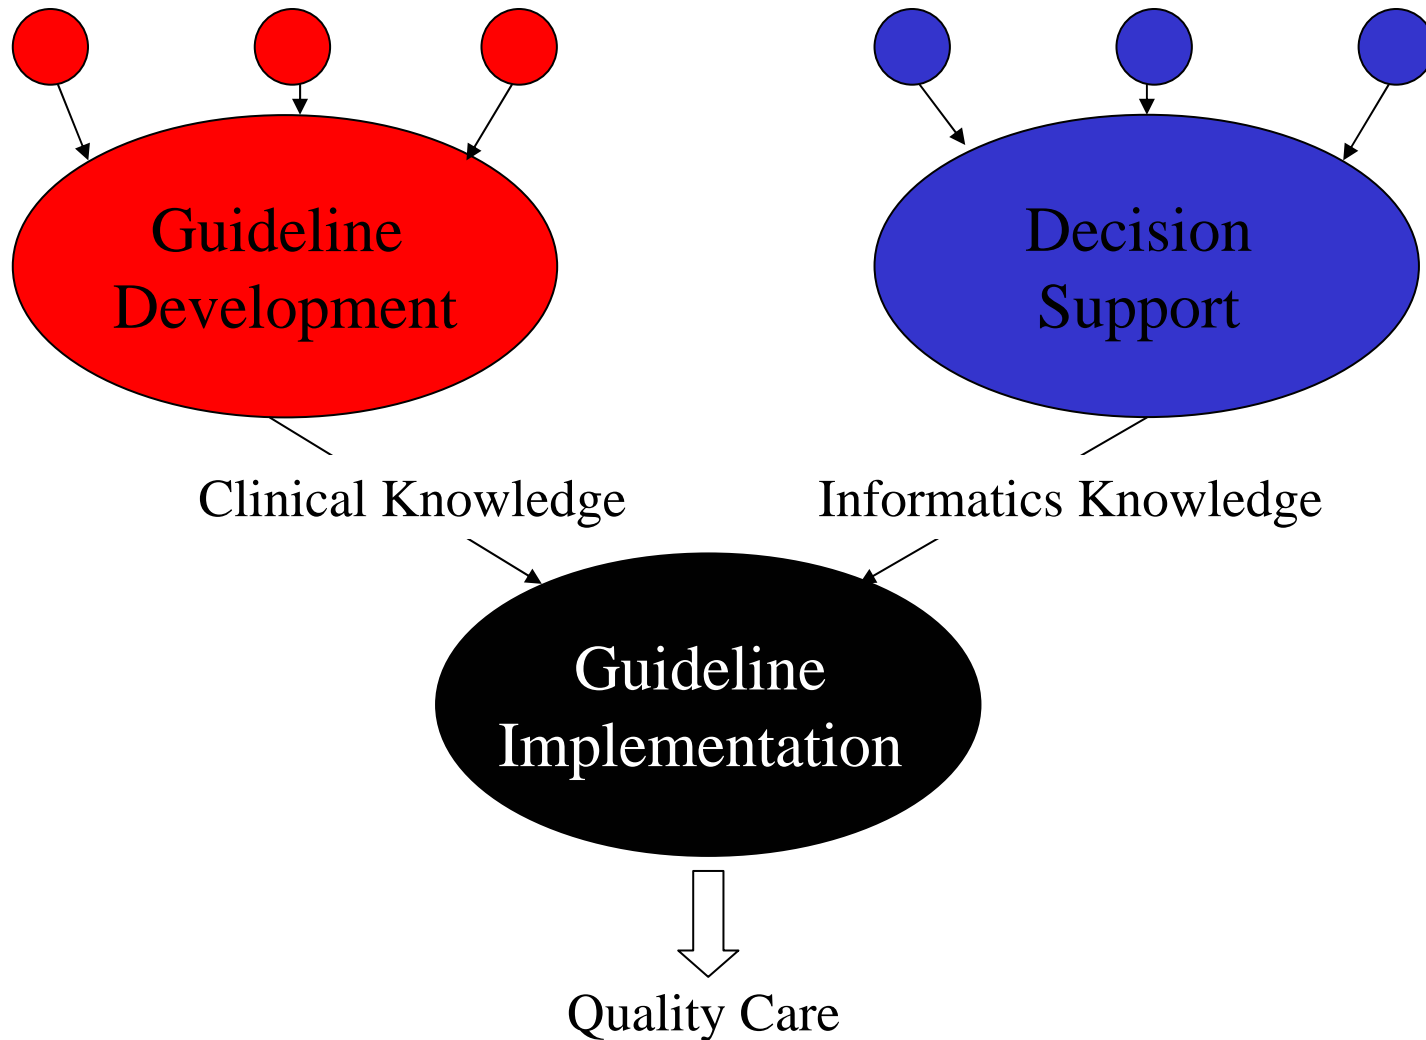 Guideline
Development
Decision
Support
Clinical Knowledge
Informatics Knowledge
Guideline
Implementation
Quality Care